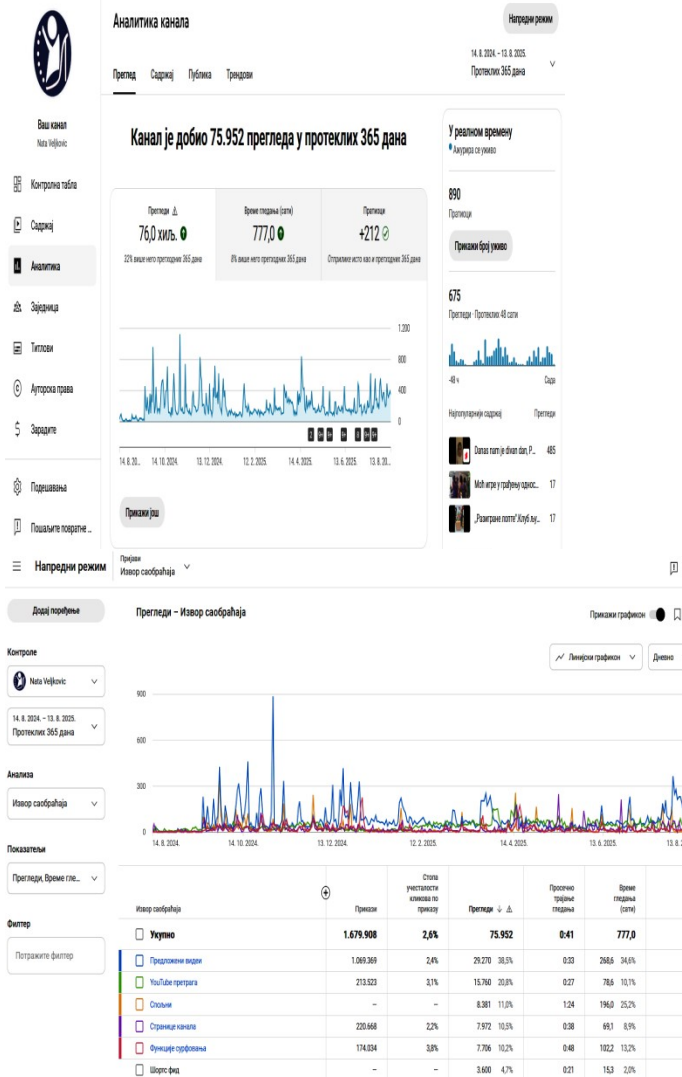 Аналитика канала
Напредни режим
14. 8. 2024. – 13. 8. 2025.
Протеклих 365 дана
Преглед Садржај Публика Трендови
Ваш канал
Nata Veljkovic
Контролна табла
Садржај
Аналитика
Заједница
Титлови
Ауторска права
Зарадите
Подешавања
Пошаљите повратне ...
Канал је добио 75.952 прегледа у протеклих 365 дана
Прегледи
76,0 хиљ.
22% више него претходних 365 дана
Време гледања (сати)
777,0
8% више него претходних 365 дана
Пратиоци
+212
Отприлике исто као и претходних 365 дана
1.200
800
400
0
14. 8. 20... 14. 10. 2024. 13. 12. 2024. 12. 2. 2025. 14. 4. 2025. 13. 6. 2025. 13. 8. 20...
Прикажи још
У реалном времену
Ажурира се уживо
890
Пратиоци
Прикажи број уживо
675
Прегледи · Протеклих 48 сати
-48 ч Сада
Најпопуларнији садржај Прегледи
Danas nam je divan dan, P... 485
Моћ игре у грађењу однос... 17
„Разигране лопте“.Клуб љу... 17
Напредни режим
Пријави
Извор саобраћаја
Додај поређење
Контроле
Nata Veljkovic
14. 8. 2024. – 13. 8. 2025.
Протеклих 365 дана
Анализа
Извор саобраћаја
Показатељи
Прегледи, Време гле...
Филтер
Потражите филтер
Прегледи – Извор саобраћаја
Прикажи графикон
Линијски графикон Дневно
900
600
300
0
14. 8. 2024. 14. 10. 2024. 13. 12. 2024. 12. 2. 2025. 14. 4. 2025. 13. 6. 2025. 13. 8. 2
Извор саобраћаја Прикази Стопа учесталости кликова по приказу Прегледи Просечно трајање гледања Време гледања (сати)
Укупно 1.679.908 2,6% 75.952 0:41 777,0
Предложени видеи 1.069.369 2,4% 29.270 38,5% 0:33 268,6 34,6%
YouTube претрага 213.523 3,1% 15.760 20,8% 0:27 78,6 10,1%
Спољни – – 8.381 11,0% 1:24 196,0 25,2%
Странице канала 220.668 2,2% 7.972 10,5% 0:38 69,1 8,9%
Функције сурфовања 174.034 3,8% 7.706 10,2% 0:48 102,2 13,2%
Шортс фид – – 3.600 4,7% 0:21 15,3 2,0%